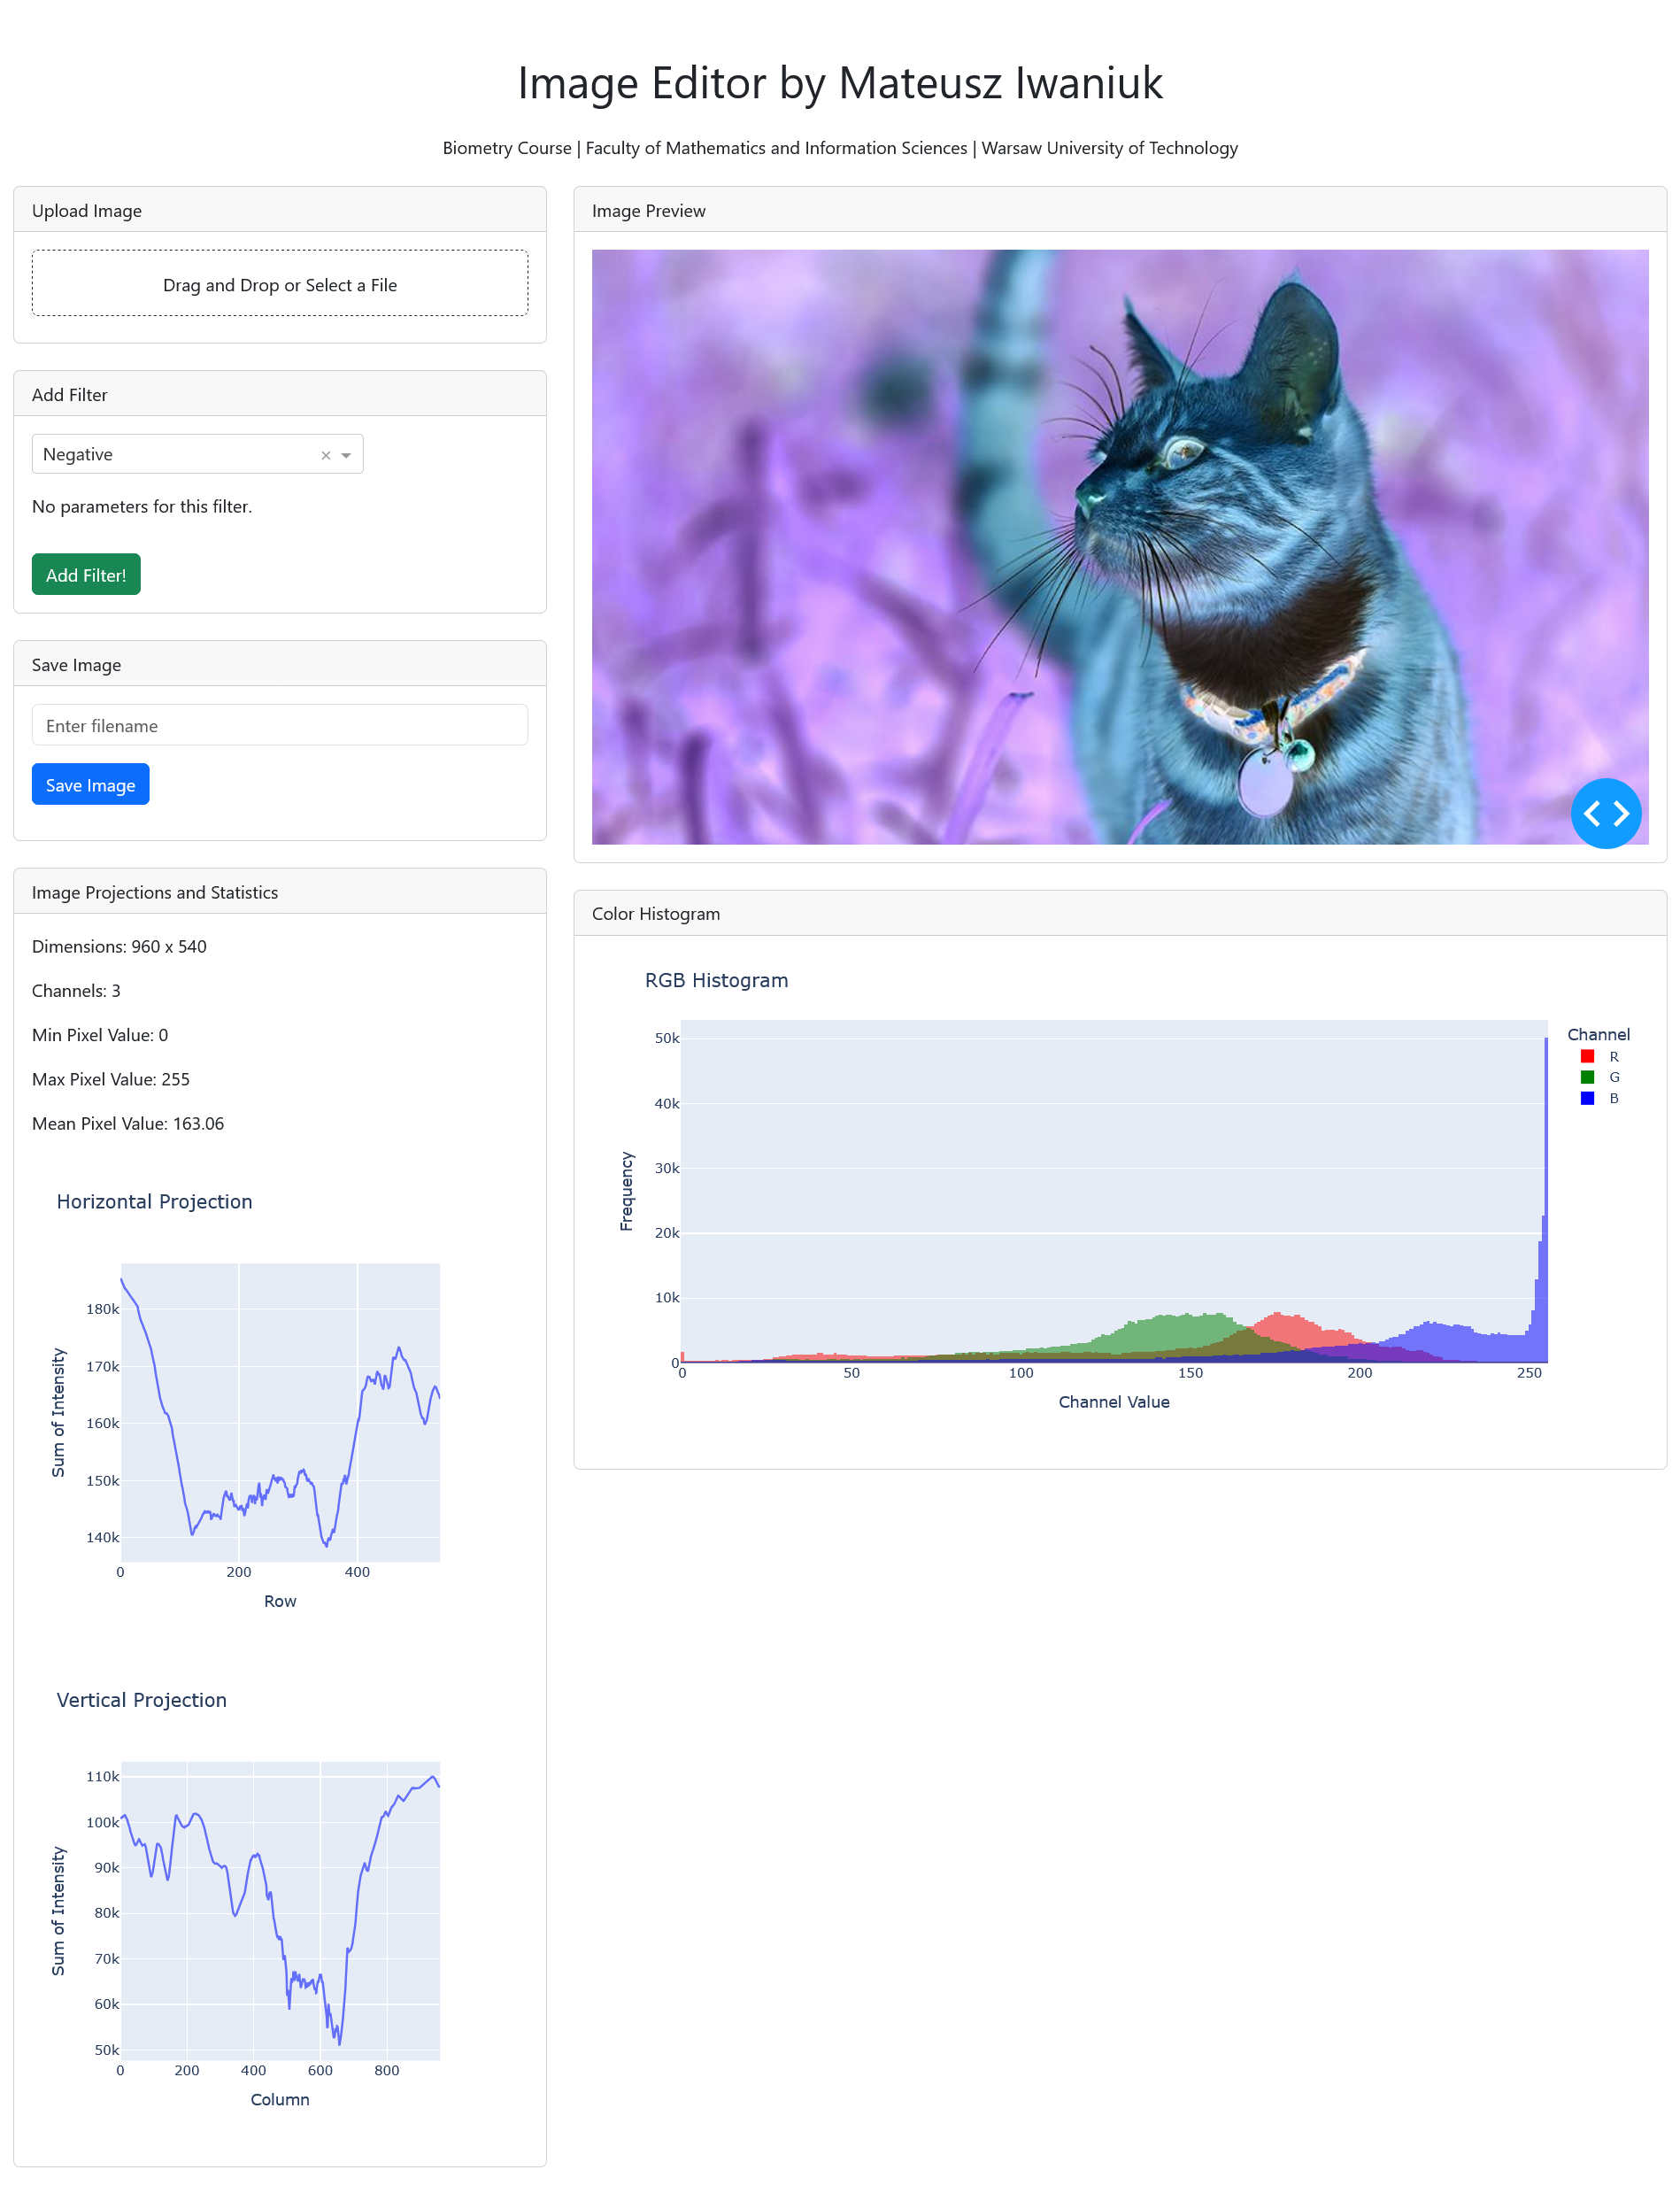 Image Editor by Mateusz Iwaniuk
Biometry Course | Faculty of Mathematics and Information Sciences | Warsaw University of Technology
Upload Image
Drag and Drop or Select a File
Add Filter
Negative
No parameters for this filter.
Add Filter!
Save Image
Enter filename
Save Image
Image Projections and Statistics
Dimensions: 960 x 540
Channels: 3
Min Pixel Value: 0
Max Pixel Value: 255
Mean Pixel Value: 163.06
Horizontal Projection
180k
170k
160k
150k
140k
Sum of Intensity
0 200 400
Row
Vertical Projection
110k
100k
90k
80k
70k
60k
50k
Sum of Intensity
0 200 400 600 800
Column
Image Preview
Color Histogram
RGB Histogram
50k
40k
30k
20k
10k
0
Frequency
0 50 100 150 200 250
Channel Value
Channel
R
G
B